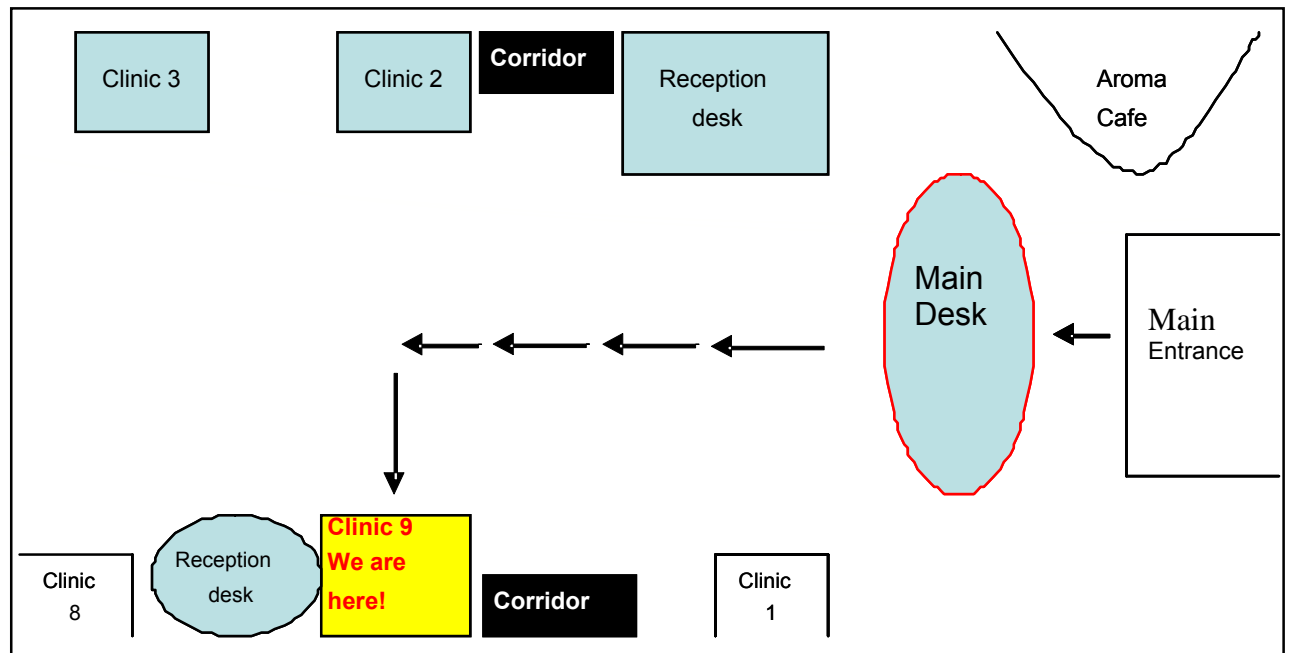 Clinic 3
Clinic 2
Corridor
Reception
desk
Aroma
Cafe
Main
Desk
Main
Entrance
Clinic
8
Reception
desk
Clinic 9
We are
here!
Corridor
Clinic
1